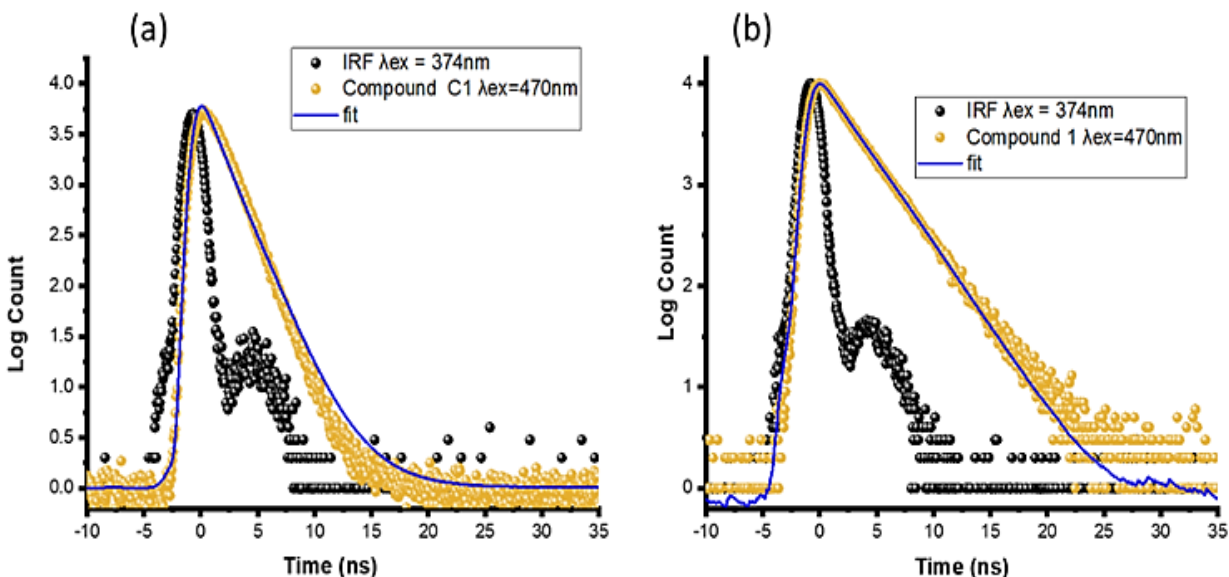 (a)
IRF λex = 374nm
Compound C1 λex=470nm
fit
4.0
3.5
3.0
2.5
2.0
1.5
1.0
0.5
0.0
-10 -5 0 5 10 15 20 25 30 35
Log Count
Time (ns)
(b)
IRF λex = 374nm
Compound 1 λex=470nm
fit
4
3
2
1
0
-10 -5 0 5 10 15 20 25 30 35
Log Count
Time (ns)